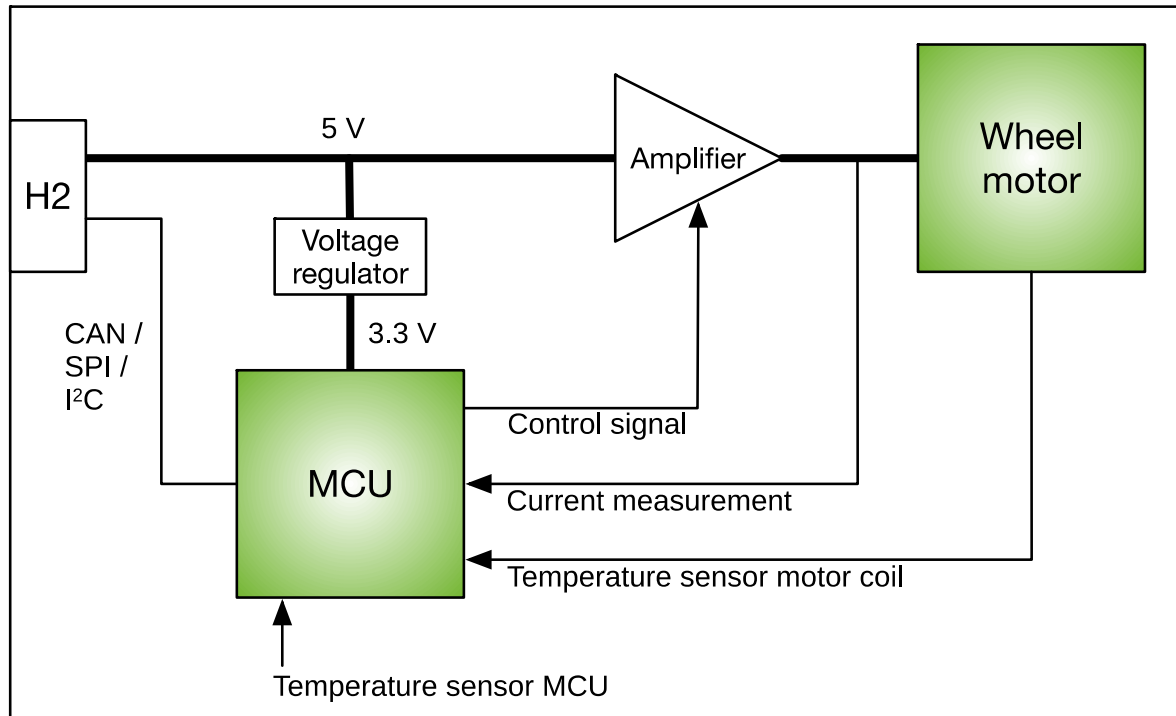 5 V
Amplifier
Wheel
motor
H2
Voltage
regulator
CAN /
SPI /
I²C
3.3 V
Control signal
MCU
Current measurement
Temperature sensor motor coil
Temperature sensor MCU